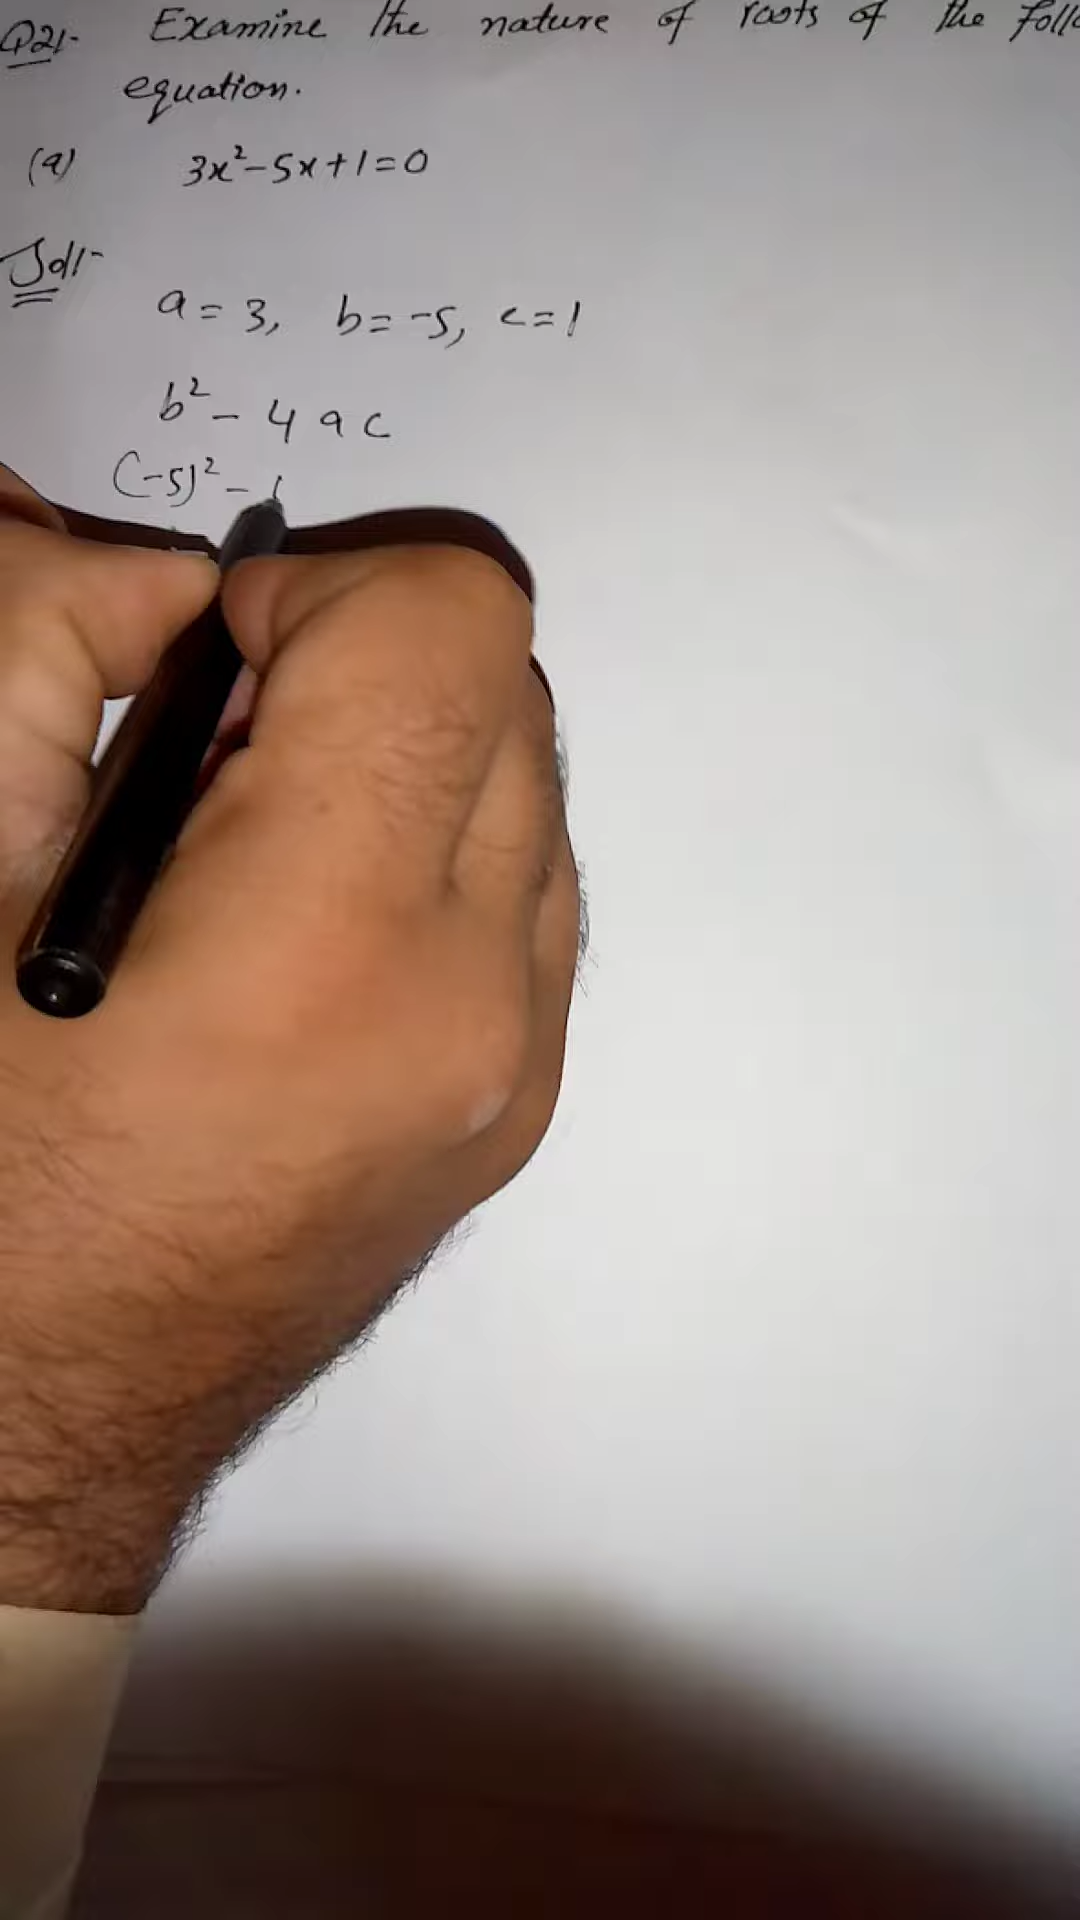 Q21- Examine the nature of roots of the foll
equation.
(a) 3x²-5x+1=0
Sol-
a=3, b=-5, c=1
b²-4ac
(-5)²-